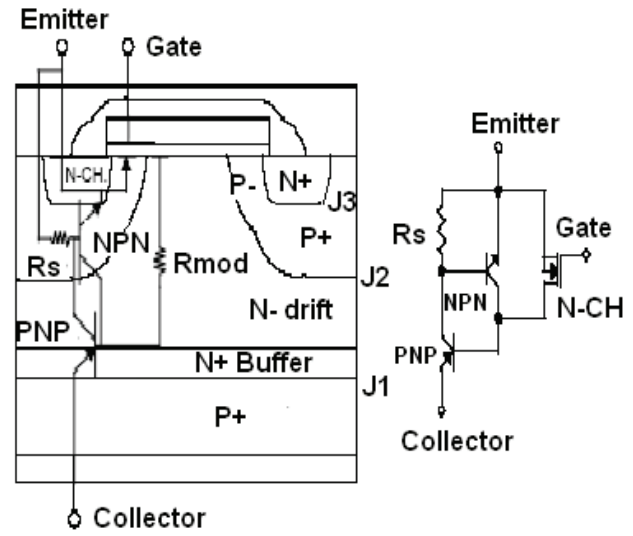 Emitter
Gate
N-CH.
P-
N+
J3
NPN
P+
Rs
Rmod
J2
N- drift
PNP
N+ Buffer
J1
P+
Collector
Emitter
Rs
Gate
NPN
N-CH
PNP
Collector